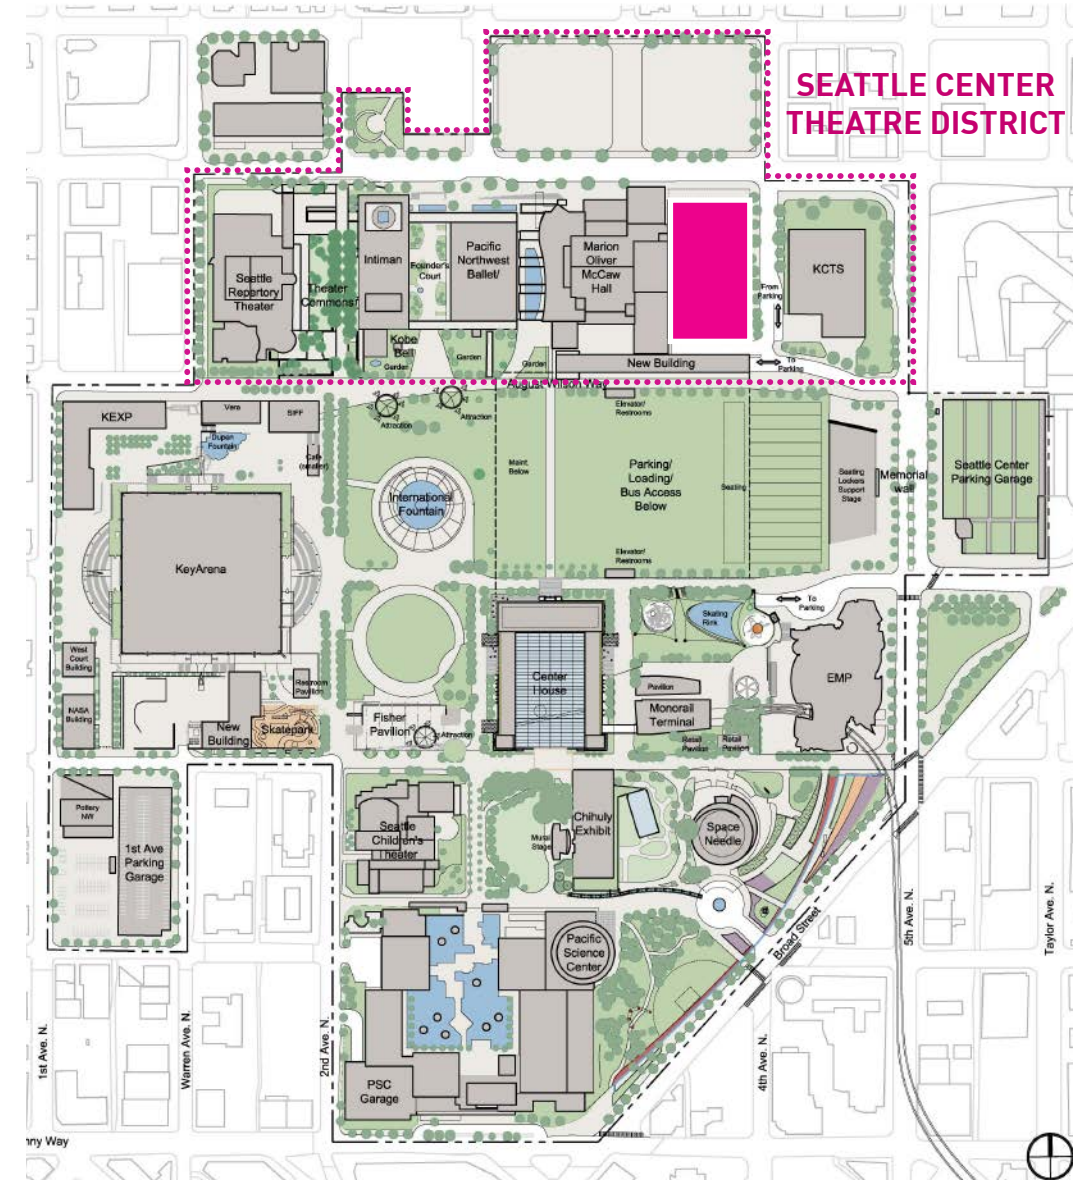 SEATTLE CENTER
THEATRE DISTRICT
Seattle
Repertory
Theater
Theater
Commons
Intiman
Founder's
Court
Pacific
Northwest
Ballet/
Marion
Oliver
McCaw
Hall
KCTS
From
Parking
To
Parking
Kobe
Bell
Garden
Garden
Garden
New Building
August Wilson Way
KEXP
Vera
SIFF
Dupen
Fountain
Cafe
(smaller)
Attraction
Attraction
International
Fountain
Maint.
Below
Elevator/
Restrooms
Parking/
Loading/
Bus Access
Below
Elevator/
Restrooms
Seating
Seating
Lockers
Support
Stage
Memorial
wall
Seattle Center
Parking Garage
KeyArena
West
Court
Building
NASA
Building
New
Building
Restroom
Pavilion
Skatepark
Fisher
Pavilion
Attraction
Center
House
Skating
Rink
To
Parking
Pavilion
Monorail
Terminal
Retail
Pavilion
Retail
Pavilion
EMP
Pottery
NW
1st Ave
Parking
Garage
Seattle
Children's
Theater
Mural
Stage
Chihuly
Exhibit
Space
Needle
Pacific
Science
Center
PSC
Garage
Broad Street
1st Ave. N.
Warren Ave. N.
2nd Ave. N.
4th Ave. N.
5th Ave. N.
Taylor Ave. N.
nny Way